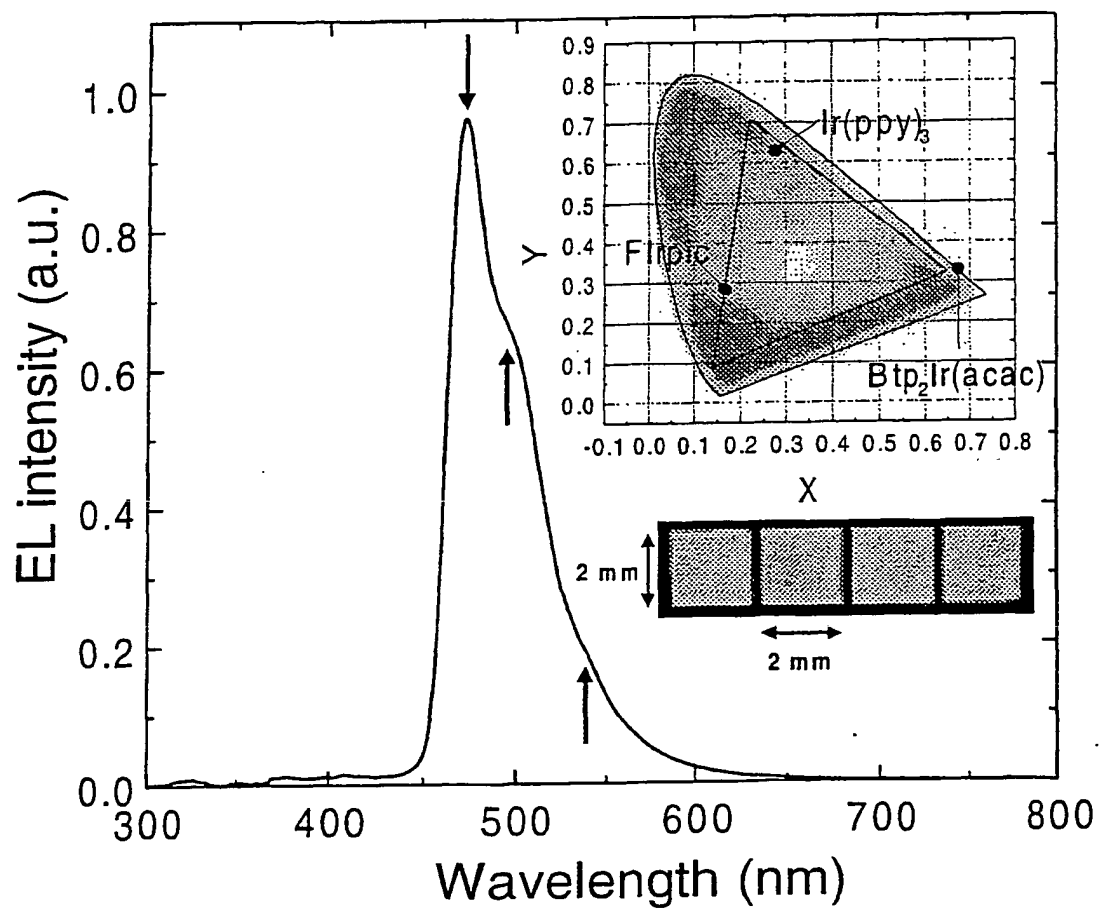 EL intensity (a.u.)
1.0
0.8
0.6
0.4
0.2
0.0
300 400 500 600 700 800
Wavelength (nm)
Y
0.9
0.8
0.7
0.6
0.5
0.4
0.3
0.2
0.1
0.0
-0.1 0.0 0.1 0.2 0.3 0.4 0.5 0.6 0.7 0.8
X
Ir(ppy)₃
FIrpic
Btp₂Ir(acac)
2 mm
2 mm